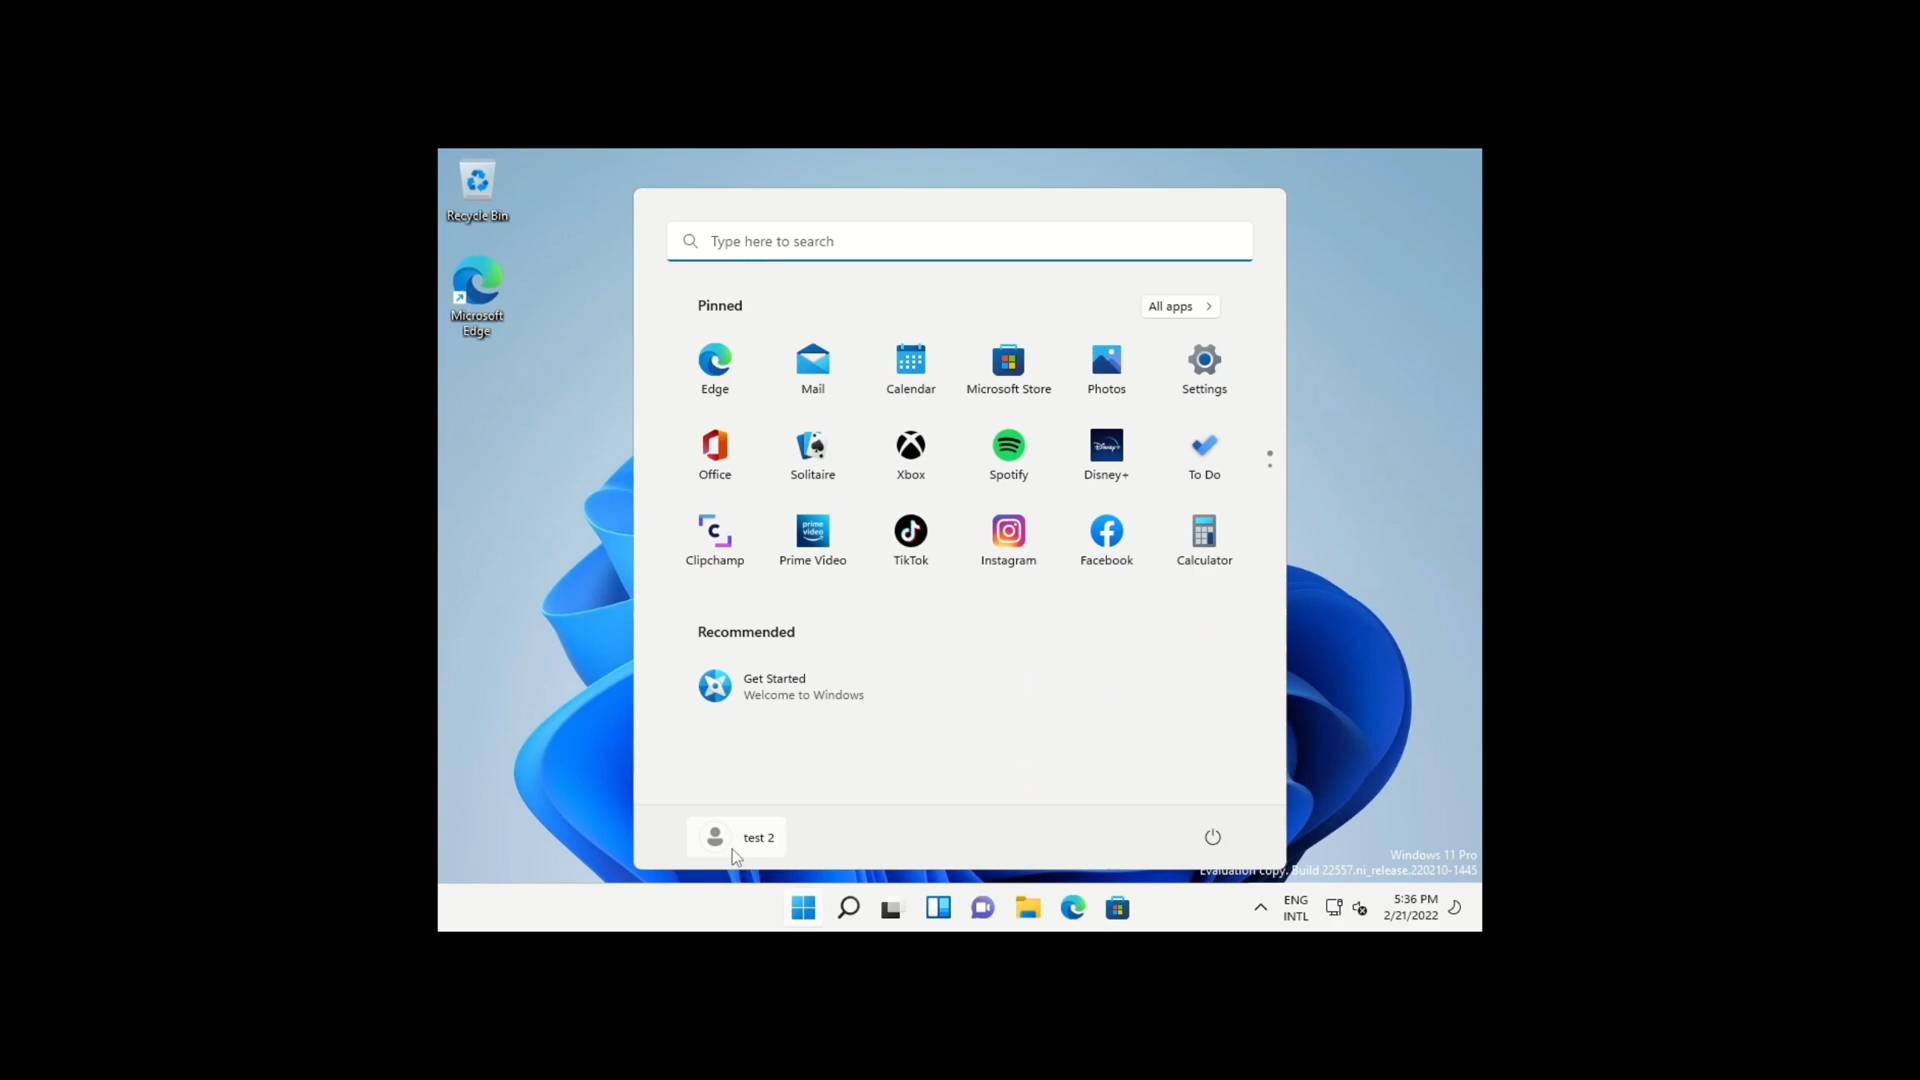 Recycle Bin
Microsoft
Edge
Type here to search
Pinned
All apps
Edge
Mail
Calendar
Microsoft Store
Photos
Settings
Office
Solitaire
Xbox
Spotify
Disney+
To Do
Clipchamp
prime video
Prime Video
TikTok
Instagram
Facebook
Calculator
Recommended
Get Started
Welcome to Windows
test 2
Windows 11 Pro
Evaluation copy. Build 22557.ni_release.220210-1445
ENG
INTL
5:36 PM
2/21/2022